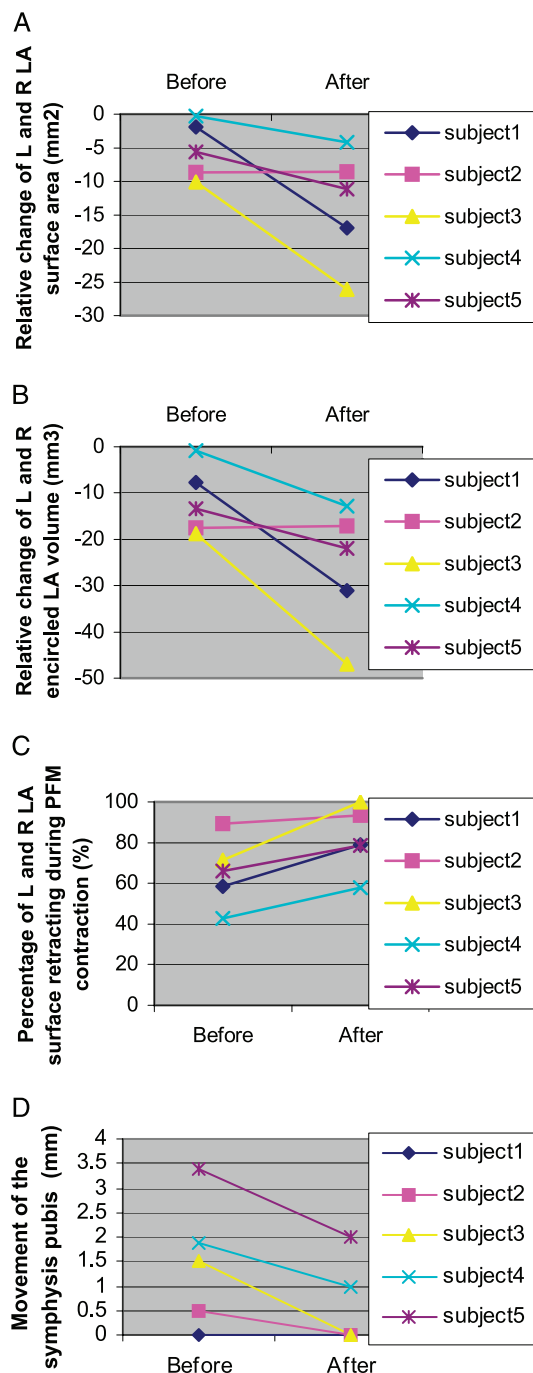 A
Before After
Relative change of L and R LA
surface area (mm2)
0
-5
-10
-15
-20
-25
-30
subject1
subject2
subject3
subject4
subject5
B
Before After
Relative change of L and R
encircled LA volume (mm3)
0
-10
-20
-30
-40
-50
subject1
subject2
subject3
subject4
subject5
C
Percentage of L and R LA
surface retracting during PFM
contraction (%)
100
80
60
40
20
0
Before After
subject1
subject2
subject3
subject4
subject5
D
Movement of the
symphysis pubis (mm)
4
3.5
3
2.5
2
1.5
1
0.5
0
Before After
subject1
subject2
subject3
subject4
subject5